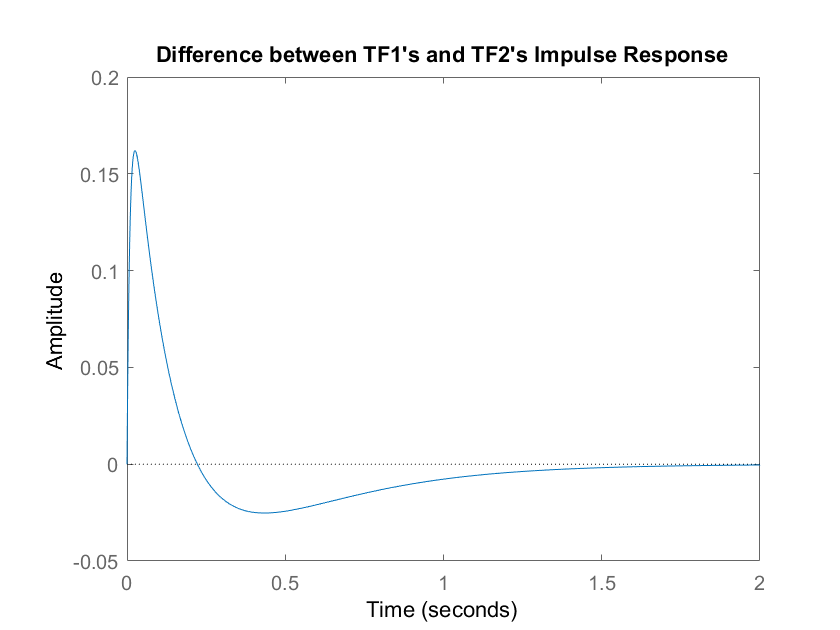 Difference between TF1's and TF2's Impulse Response
0.2
0.15
0.1
0.05
0
-0.05
Amplitude
0 0.5 1 1.5 2
Time (seconds)